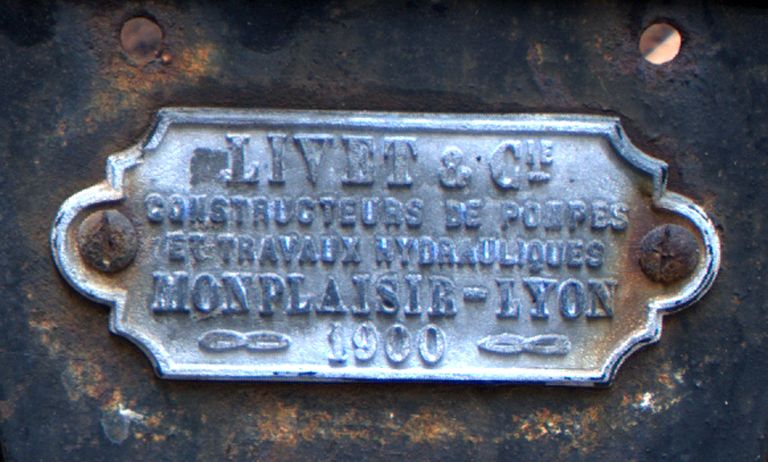 LIVET & CIE
CONSTRUCTEURS DE POMPES
ET TRAVAUX HYDRAULIQUES
MONPLAISIR-LYON
1900